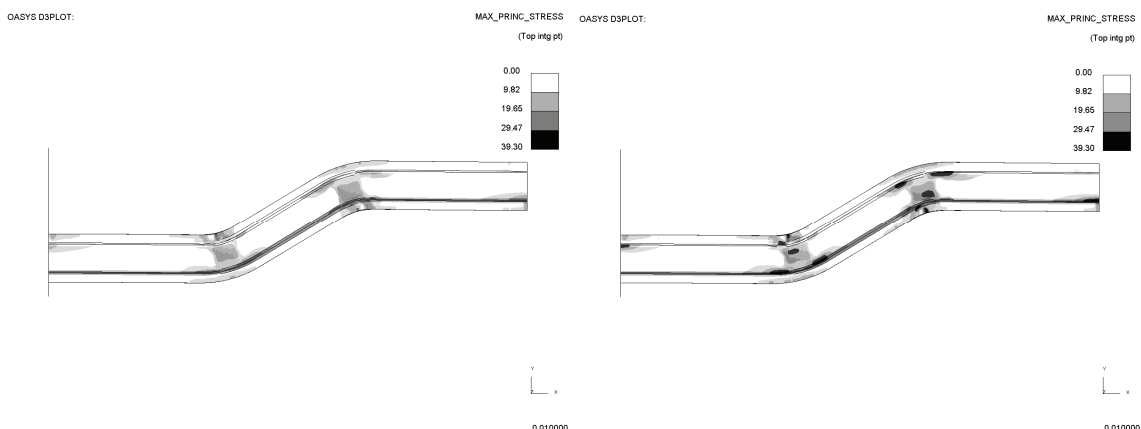 OASYS D3PLOT:
MAX_PRINC_STRESS
(Top intg pt)
0.00
9.82
19.65
29.47
39.30
Y
Z X
0.010000
OASYS D3PLOT:
MAX_PRINC_STRESS
(Top intg pt)
0.00
9.82
19.65
29.47
39.30
Y
Z X
0.010000